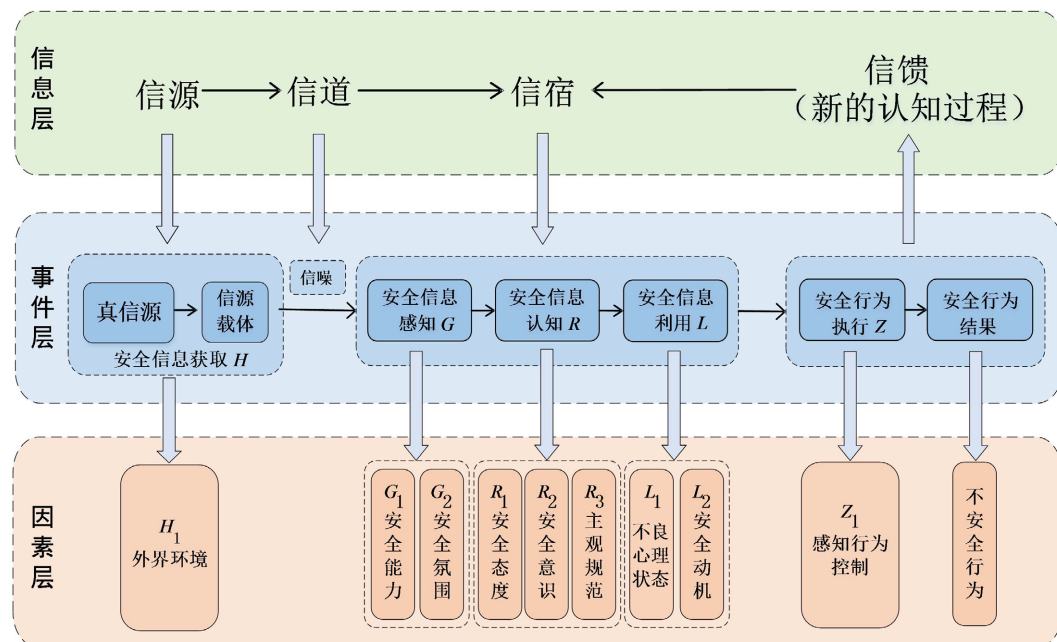 信息层
信源
信道
信宿
信馈
（新的认知过程）
事件层
真信源
信源
载体
安全信息获取 H
信噪
安全信息
感知 G
安全信息
认知 R
安全信息
利用 L
安全行为
执行 Z
安全行为
结果
因素层
H₁
外界环境
G₁
安全能力
G₂
安全氛围
R₁
安全态度
R₂
安全意识
R₃
主观规范
L₁
不良
心理
状态
L₂
安全动机
Z₁
感知行为
控制
不安全行为